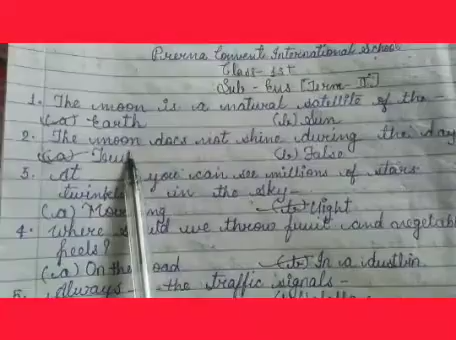 Prerna Convent International School
Class - 1st
Sub - Evs [Term - II]
1. The moon is a natural satellite of the -
(a) Earth (b) Sun
2. The moon does not shine during the day
(a) True (b) False
3. At you can see millions of stars
in the sky -
(a) (b) Night
4. Where we throw fruit and vegetable
peels?
(a) On the (b) In a dustbin
5. Always - the traffic signals -